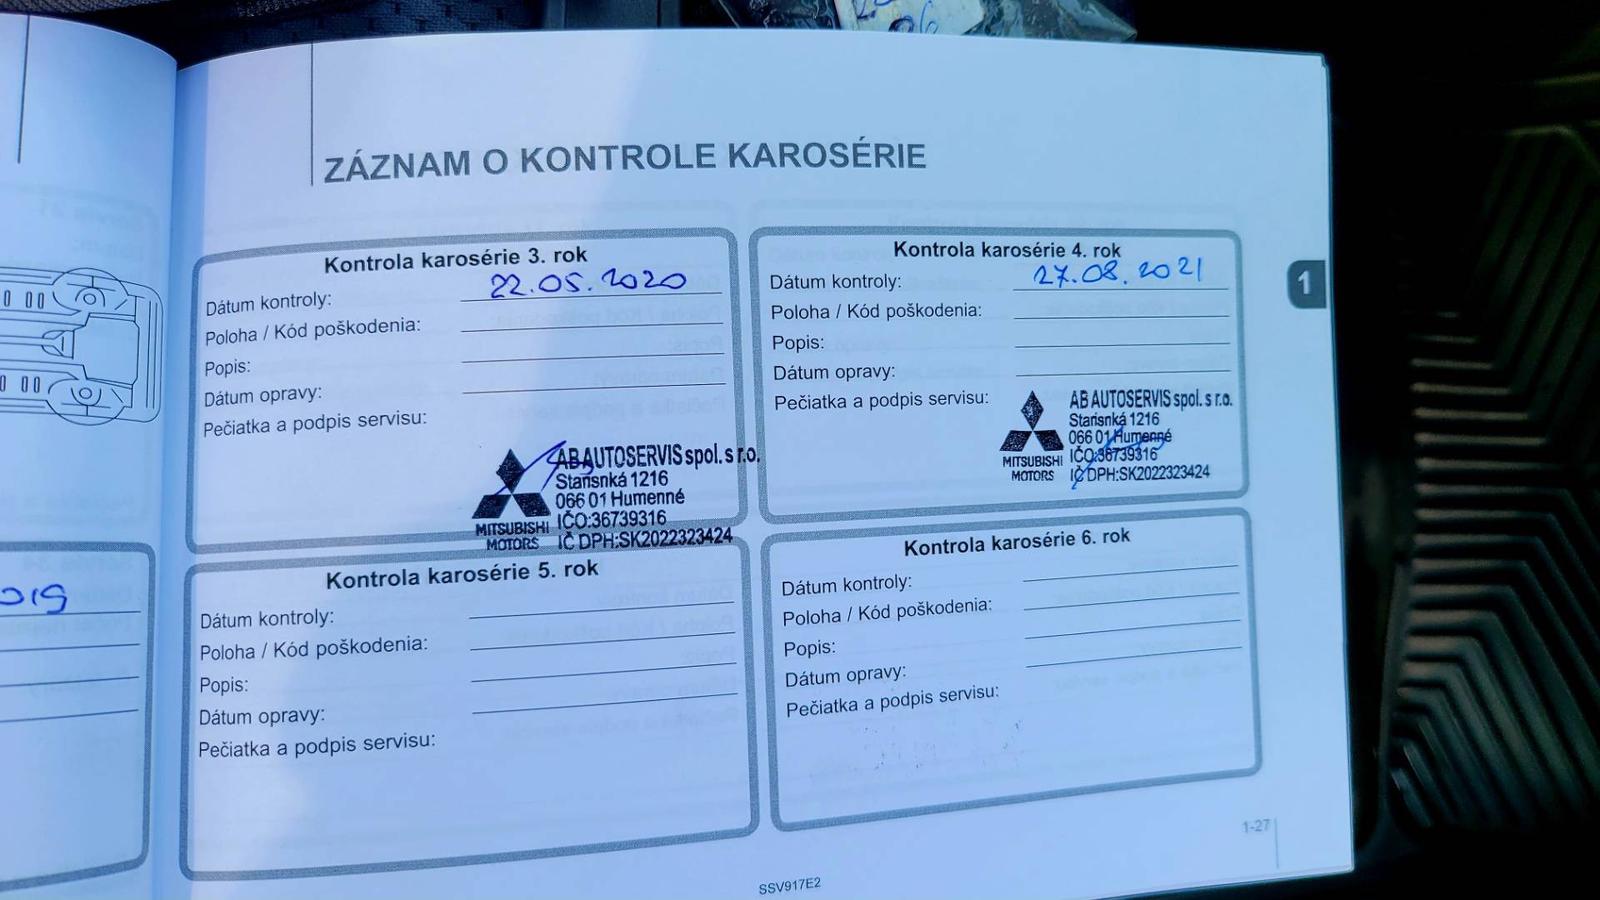 ZÁZNAM O KONTROLE KAROSÉRIE
Kontrola karosérie 3. rok
Dátum kontroly: 22.05.2020
Poloha / Kód poškodenia:
Popis:
Dátum opravy:
Pečiatka a podpis servisu:
MITSUBISHI
MOTORS
AB AUTOSERVIS spol. s r.o.
Starisnká 1216
066 01 Humenné
IČO:36739316
IČ DPH:SK2022323424
Kontrola karosérie 4. rok
Dátum kontroly: 27.08.2021
Poloha / Kód poškodenia:
Popis:
Dátum opravy:
Pečiatka a podpis servisu:
MITSUBISHI
MOTORS
AB AUTOSERVIS spol. s r.o.
Starisnká 1216
066 01 Humenné
IČO:36739316
IČ DPH:SK2022323424
1
Kontrola karosérie 5. rok
Dátum kontroly:
Poloha / Kód poškodenia:
Popis:
Dátum opravy:
Pečiatka a podpis servisu:
Kontrola karosérie 6. rok
Dátum kontroly:
Poloha / Kód poškodenia:
Popis:
Dátum opravy:
Pečiatka a podpis servisu:
1-27
SSV917E2